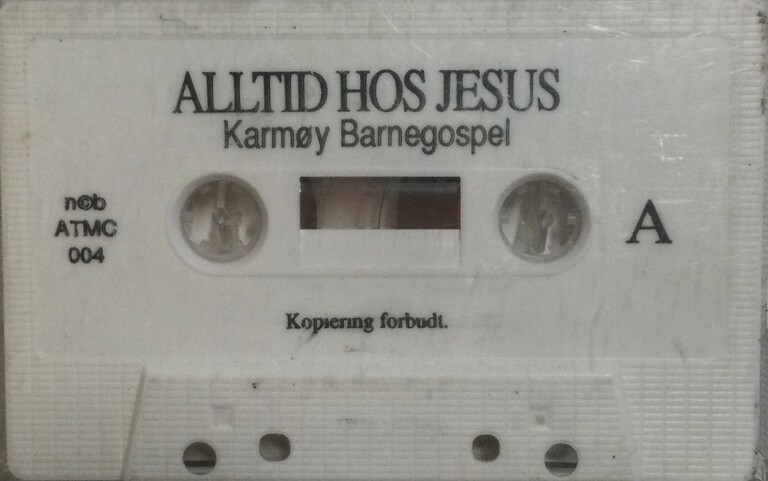 ALLTID HOS JESUS
Karmøy Barnegospel
n©b
ATMC
004
A
Kopiering forbudt.